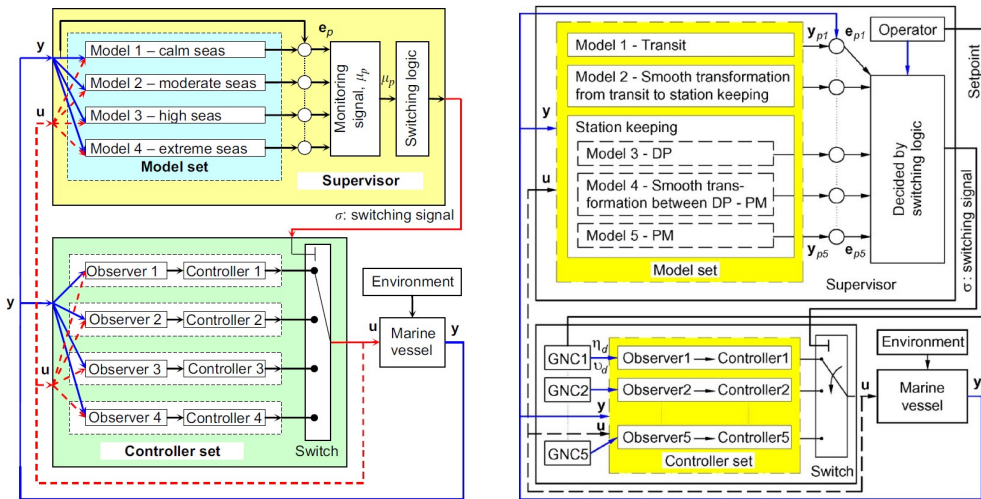 y
e_p
Model 1 – calm seas
Model 2 – moderate seas
Model 3 – high seas
Model 4 – extreme seas
Model set
u
Monitoring
signal, μ_p
μ_p
Switching logic
Supervisor
σ: switching signal
Observer 1
Controller 1
Observer 2
Controller 2
Observer 3
Controller 3
Observer 4
Controller 4
y
u
Controller set
Switch
u
Environment
Marine
vessel
y
Model 1 - Transit
Model 2 - Smooth transformation
from transit to station keeping
Station keeping
Model 3 - DP
Model 4 - Smooth trans-
formation between DP - PM
Model 5 - PM
Model set
y
u
y_p1
e_p1
y_p5
e_p5
Operator
Setpoint
Decided by
switching logic
Supervisor
σ: switching signal
GNC1
GNC2
GNC5
η_d
υ_d
y
u
Observer1
Controller1
Observer2
Controller2
Observer5
Controller5
Controller set
Switch
u
Environment
Marine
vessel
y